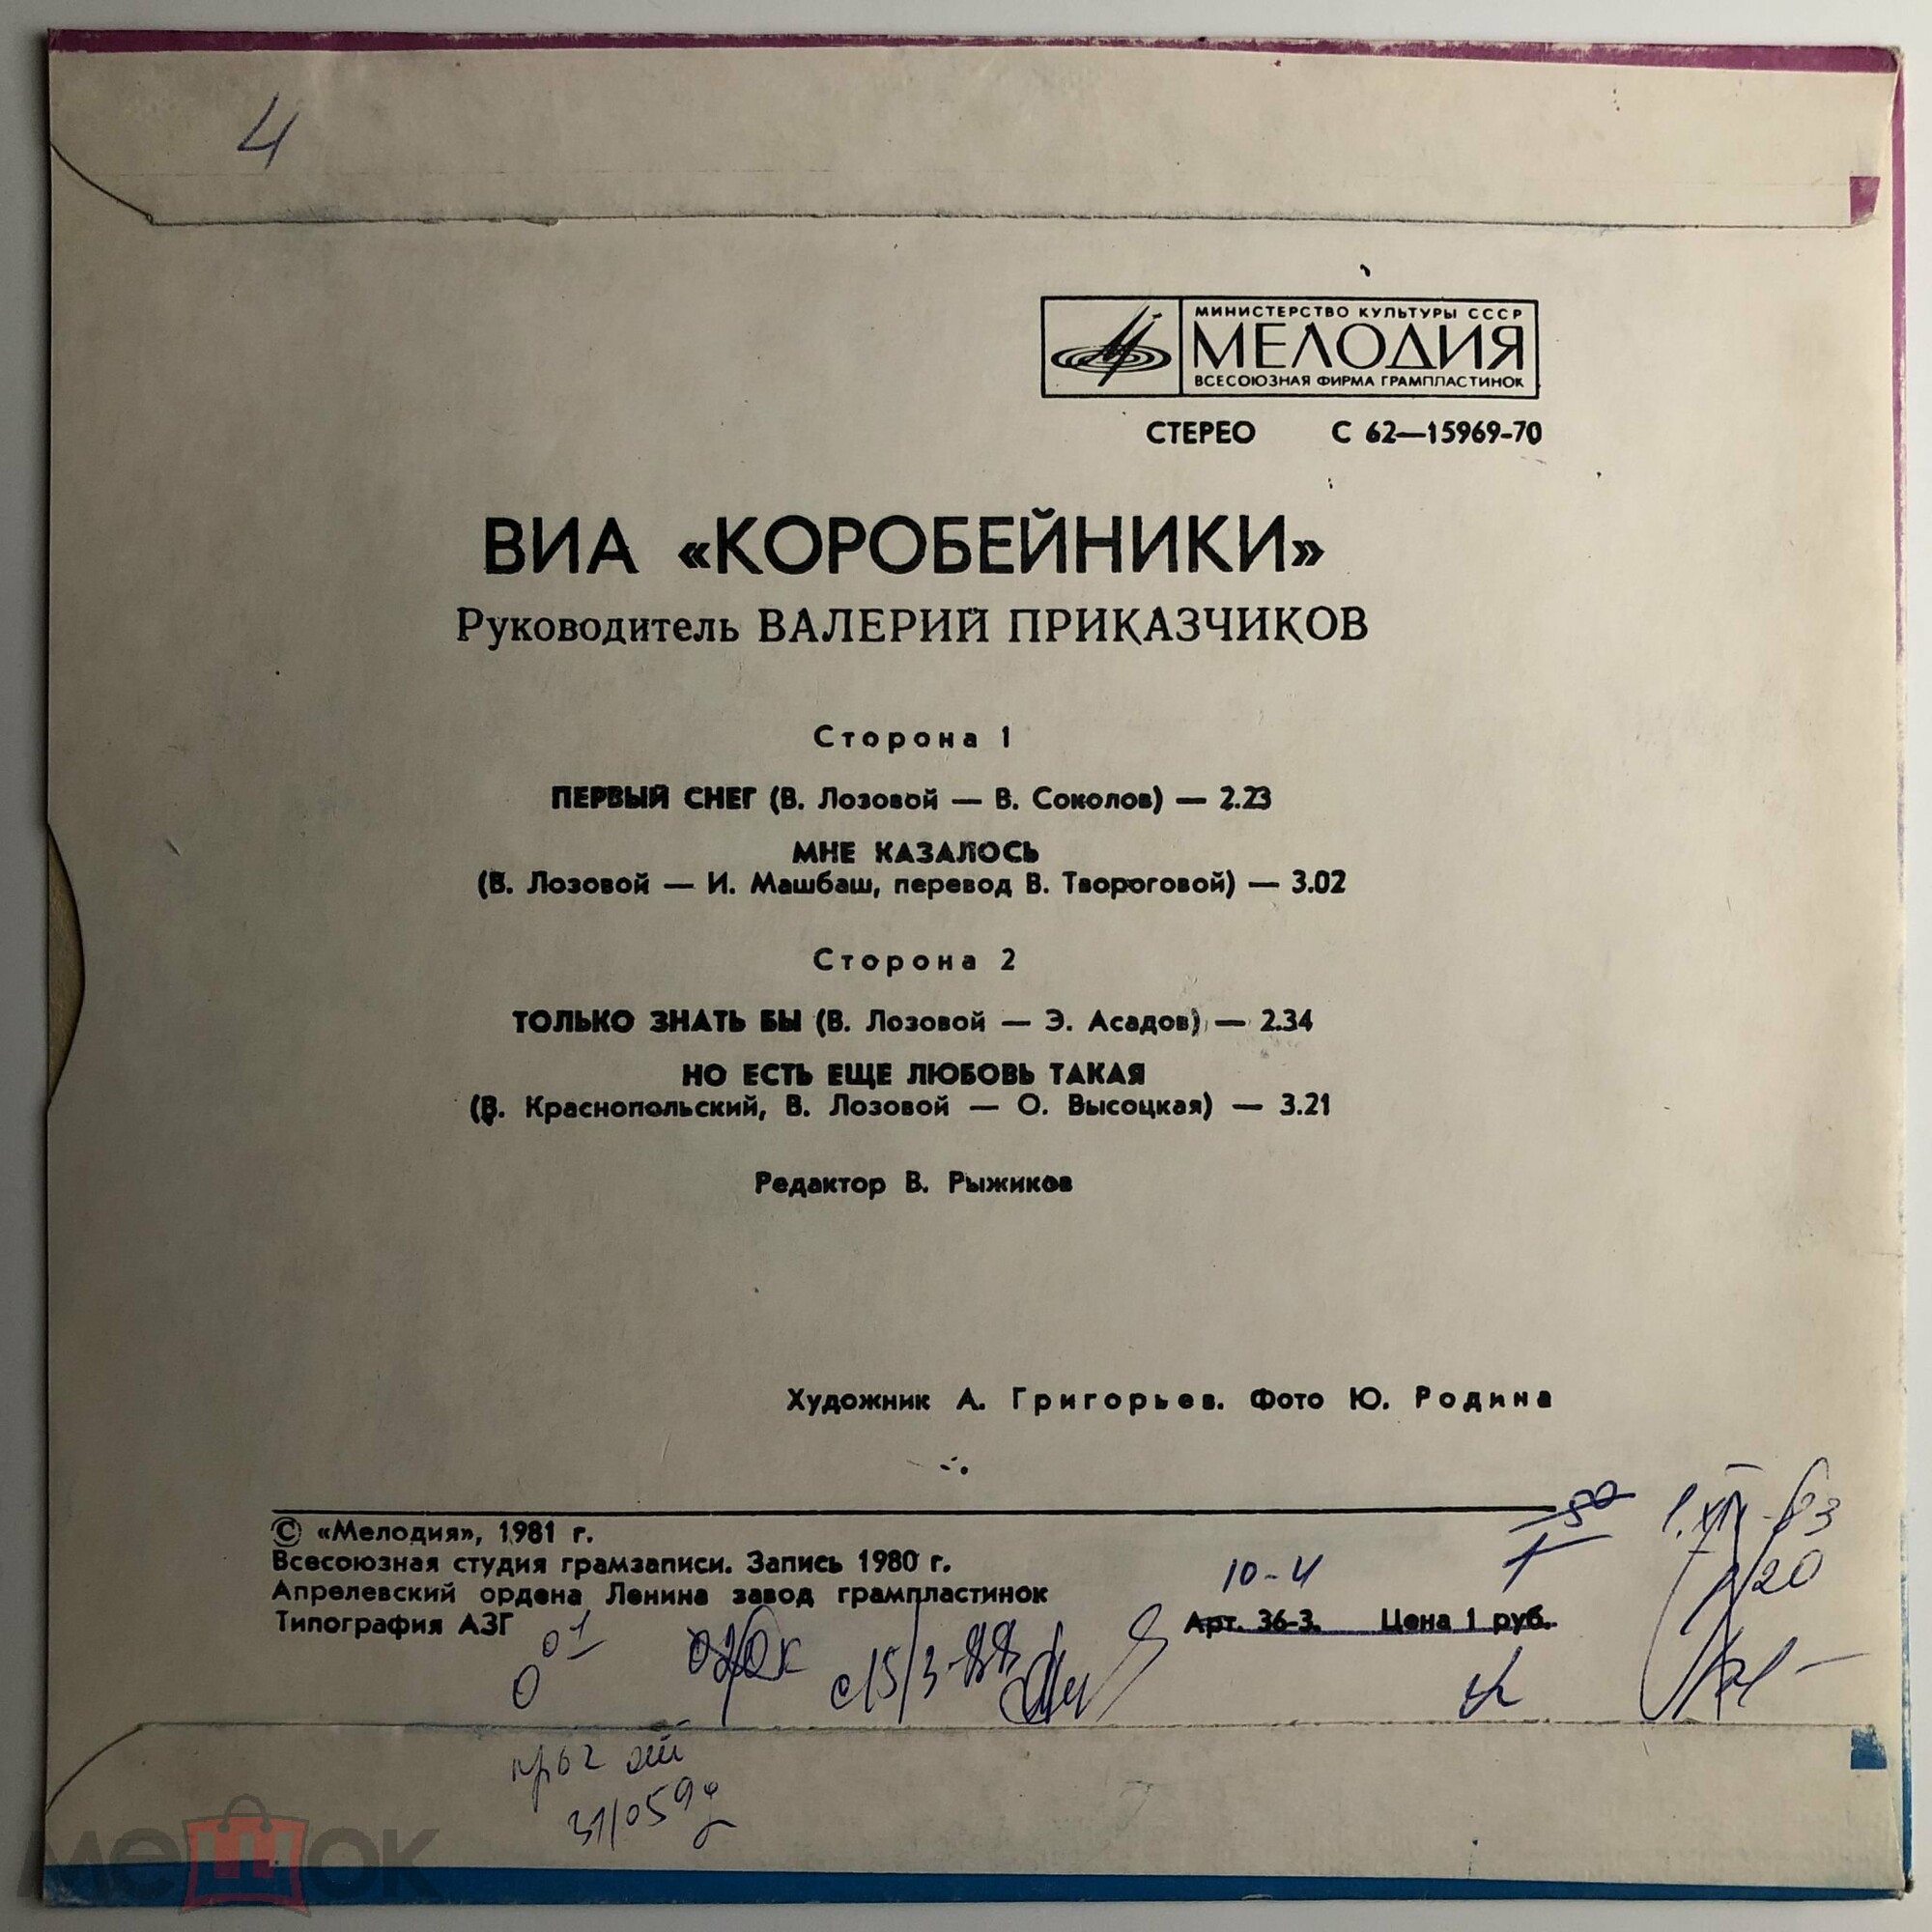 4
МИНИСТЕРСТВО КУЛЬТУРЫ СССР
МЕЛОДИЯ
ВСЕСОЮЗНАЯ ФИРМА ГРАМПЛАСТИНОК
СТЕРЕО С 62—15969-70
ВИА «КОРОБЕЙНИКИ»
Руководитель ВАЛЕРИЙ ПРИКАЗЧИКОВ
Сторона 1
ПЕРВЫЙ СНЕГ (В. Лозовой — В. Соколов) — 2.23
МНЕ КАЗАЛОСЬ
(В. Лозовой — И. Машбаш, перевод В. Твороговой) — 3.02
Сторона 2
ТОЛЬКО ЗНАТЬ БЫ (В. Лозовой — Э. Асадов) — 2.34
НО ЕСТЬ ЕЩЕ ЛЮБОВЬ ТАКАЯ
(В. Краснопольский, В. Лозовой — О. Высоцкая) — 3.21
Редактор В. Рыжиков
Художник А. Григорьев. Фото Ю. Родина
© «Мелодия», 1981 г.
Всесоюзная студия грамзаписи. Запись 1980 г.
Апрелевский ордена Ленина завод грампластинок
Типография АЗГ
10-4
Арт. 36-3. Цена 1 руб.
мешок